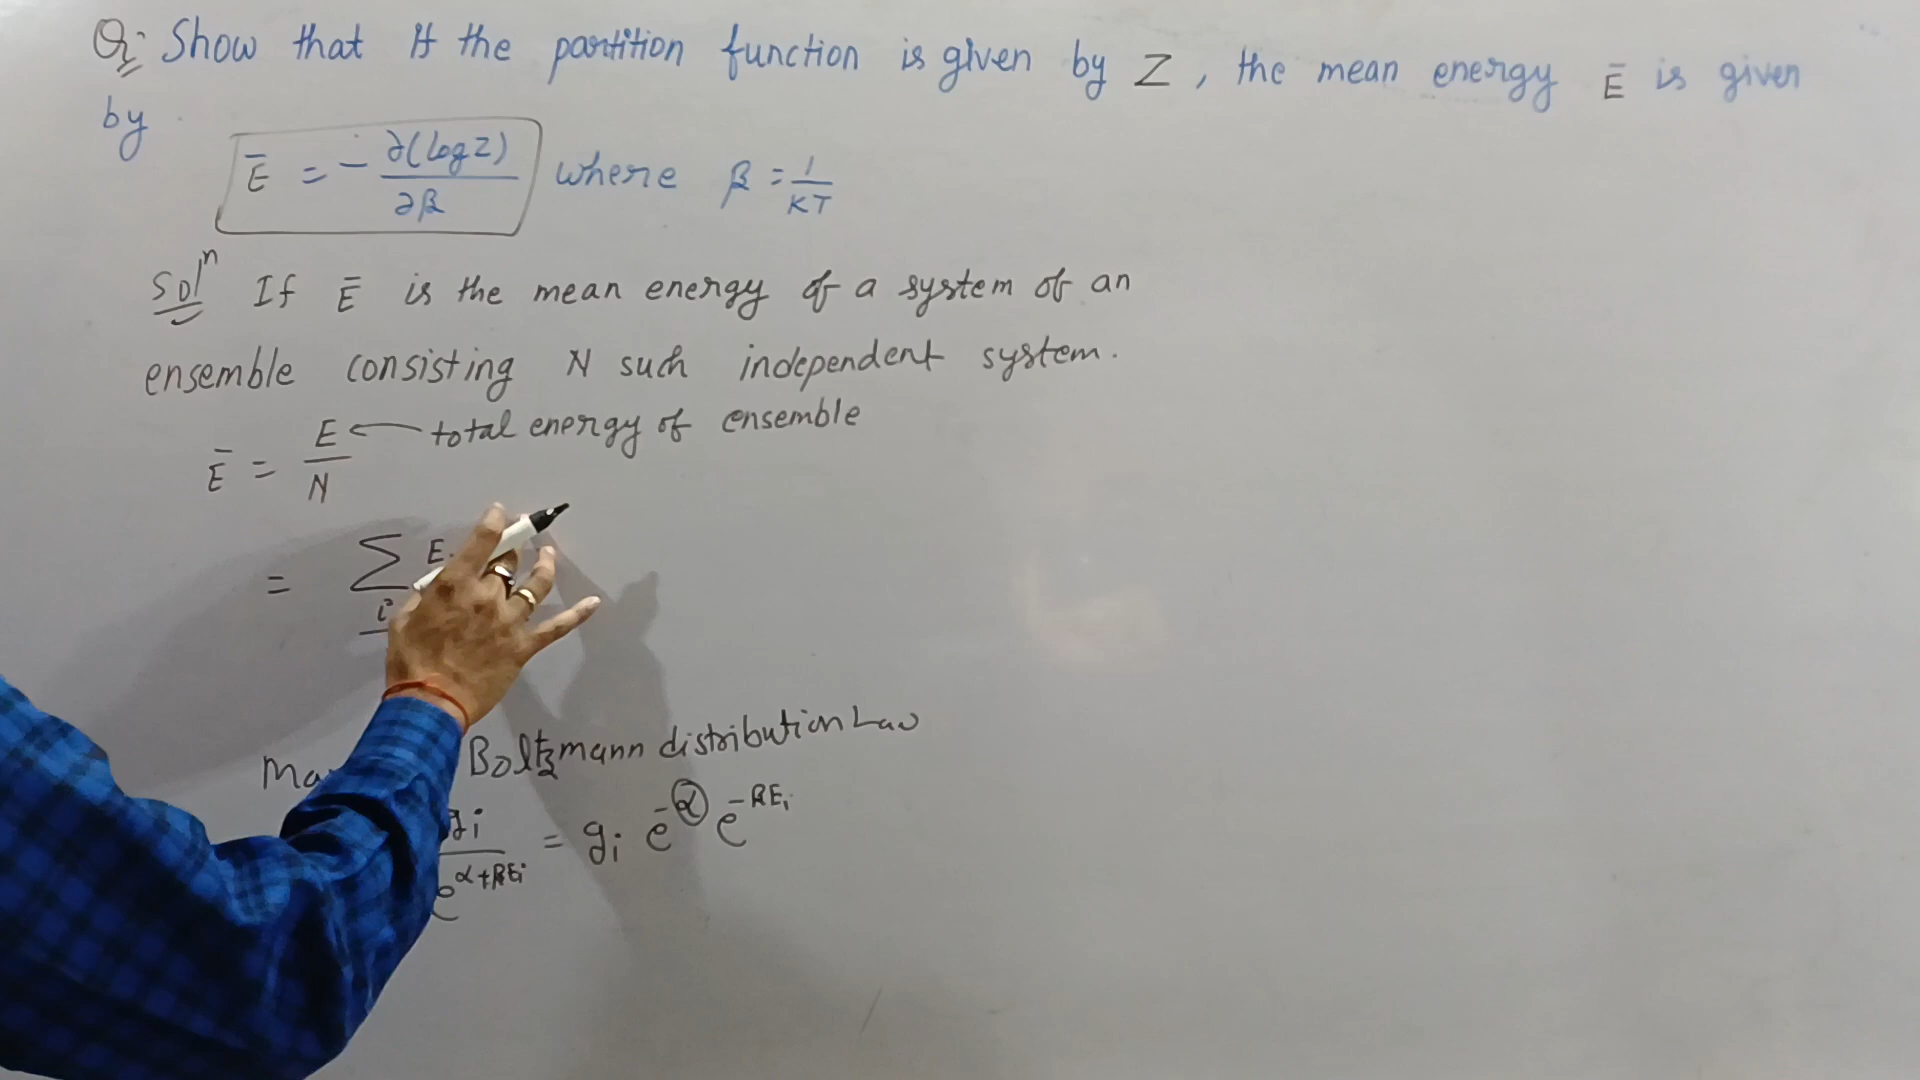 Q: Show that If the partition function is given by Z, the mean energy Ē is given
by
Ē = - ∂(log Z) / ∂β where β = 1/KT
Solⁿ If Ē is the mean energy of a system of an
ensemble consisting N such independent system.
Ē = E/N ← total energy of ensemble
= Σ E
i
Boltzmann distribution Law
gi / e^(α+βEi) = gi e^-α e^-βEi